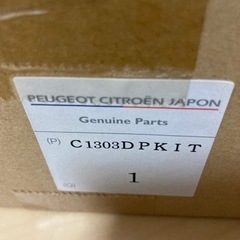 PEUGEOT CITROËN JAPON
Genuine Parts
(P) C1303DPKIT
1